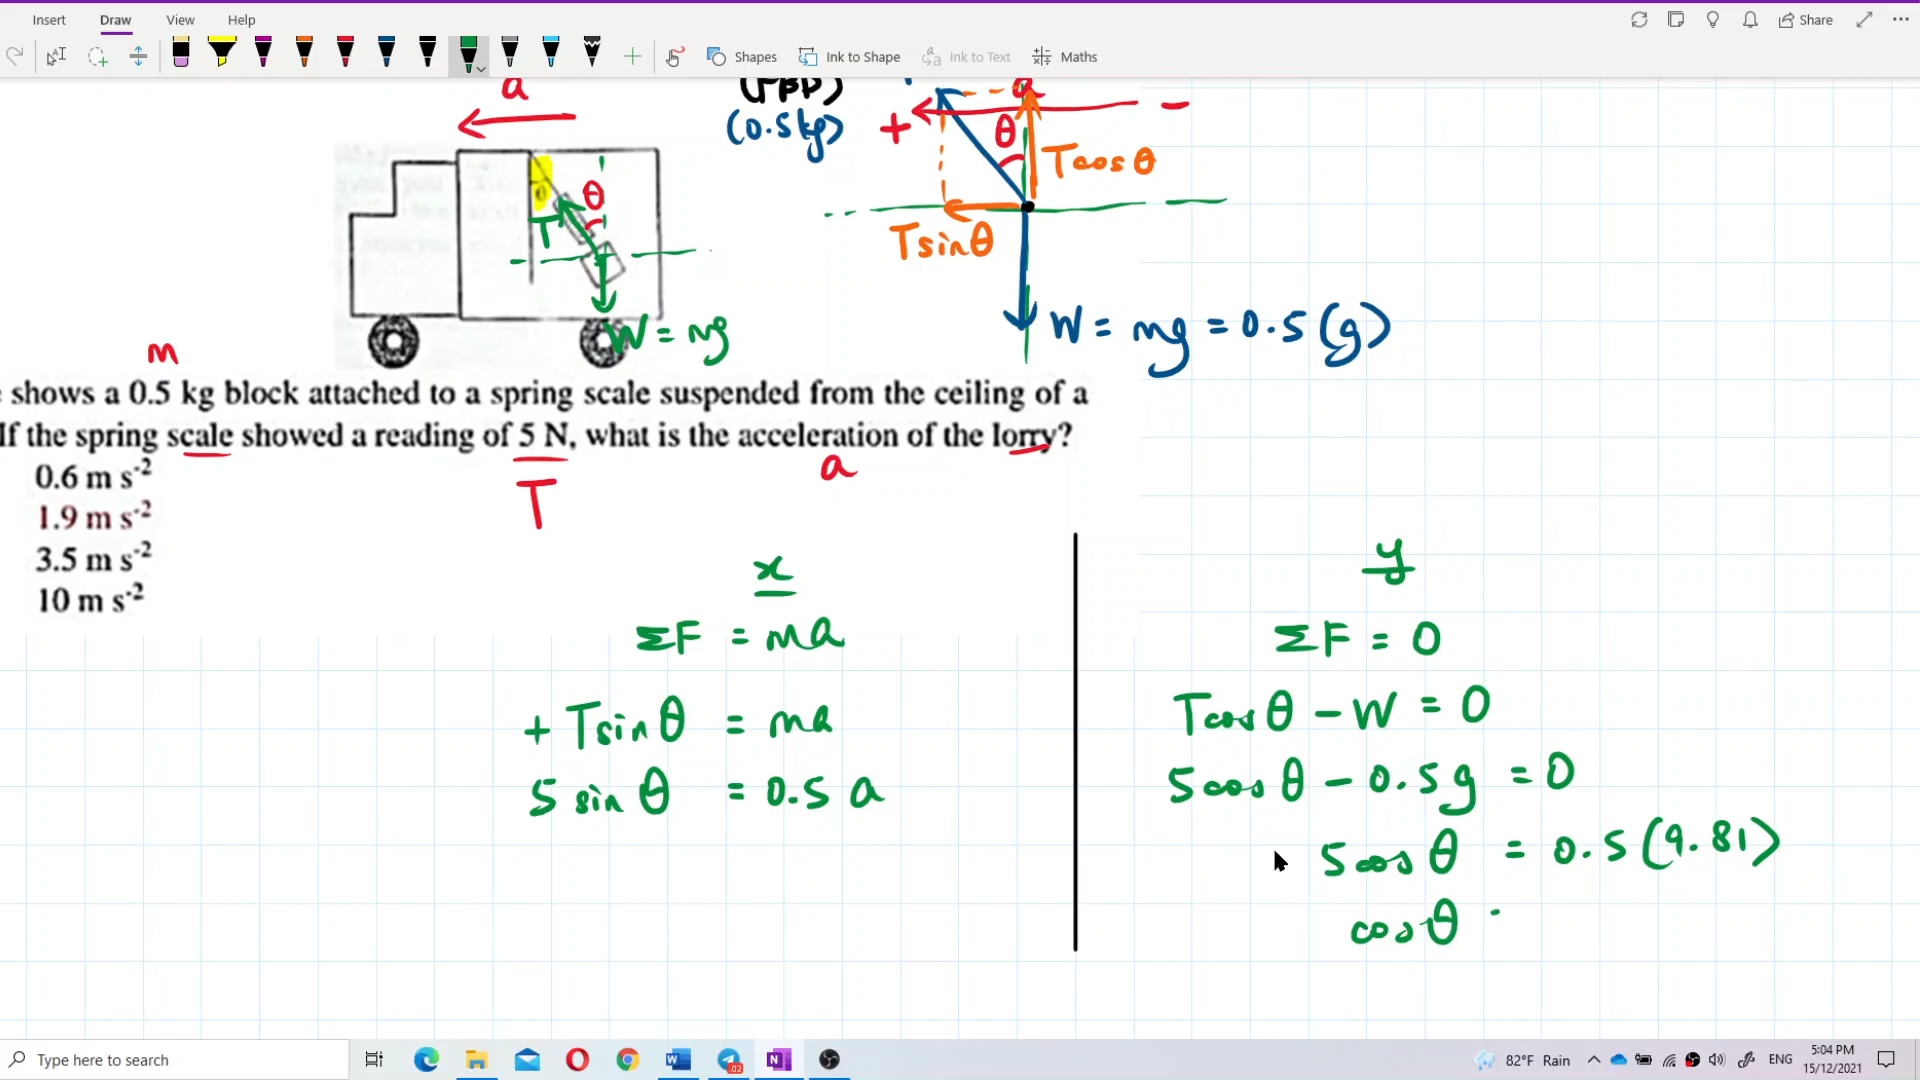 Insert Draw View Help
Share
Shapes Ink to Shape Ink to Text Maths
a
(FBD)
(0.5kg)
a
+
−
θ
Tcosθ
Tsinθ
θ
θ
T
W = mg
W = mg = 0.5(g)
m
shows a 0.5 kg block attached to a spring scale suspended from the ceiling of a
If the spring scale showed a reading of 5 N, what is the acceleration of the lorry?
T
a
0.6 m s⁻²
1.9 m s⁻²
3.5 m s⁻²
10 m s⁻²
x
ΣF = ma
+ Tsinθ = ma
5 sinθ = 0.5 a
y
ΣF = 0
Tcosθ − W = 0
5cosθ − 0.5g = 0
5cosθ = 0.5(9.81)
cosθ
Type here to search
.02
82°F Rain
ENG
5:04 PM
15/12/2021